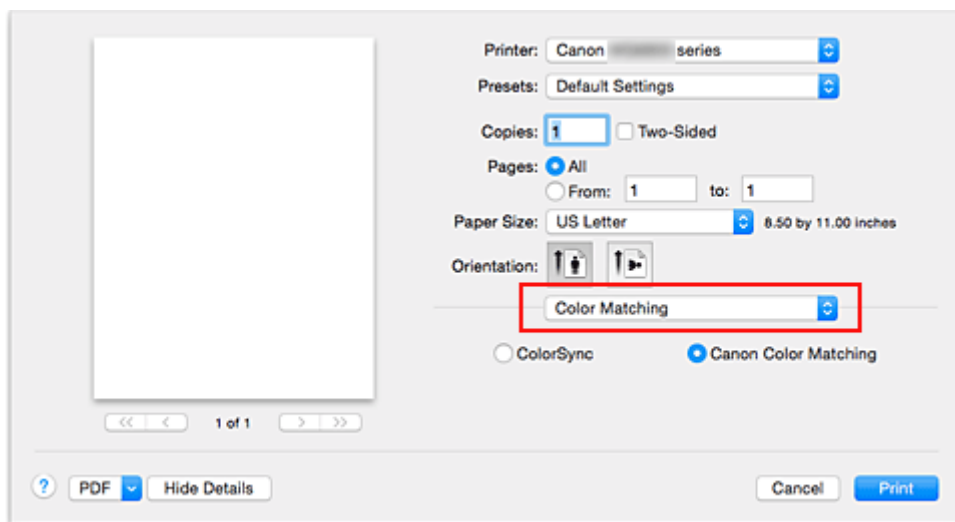 Printer: Canon series
Presets: Default Settings
Copies: 1 Two-Sided
Pages: All
From: 1 to: 1
Paper Size: US Letter 8.50 by 11.00 inches
Orientation:
Color Matching
ColorSync Canon Color Matching
<< < 1 of 1 > >>
? PDF Hide Details Cancel Print